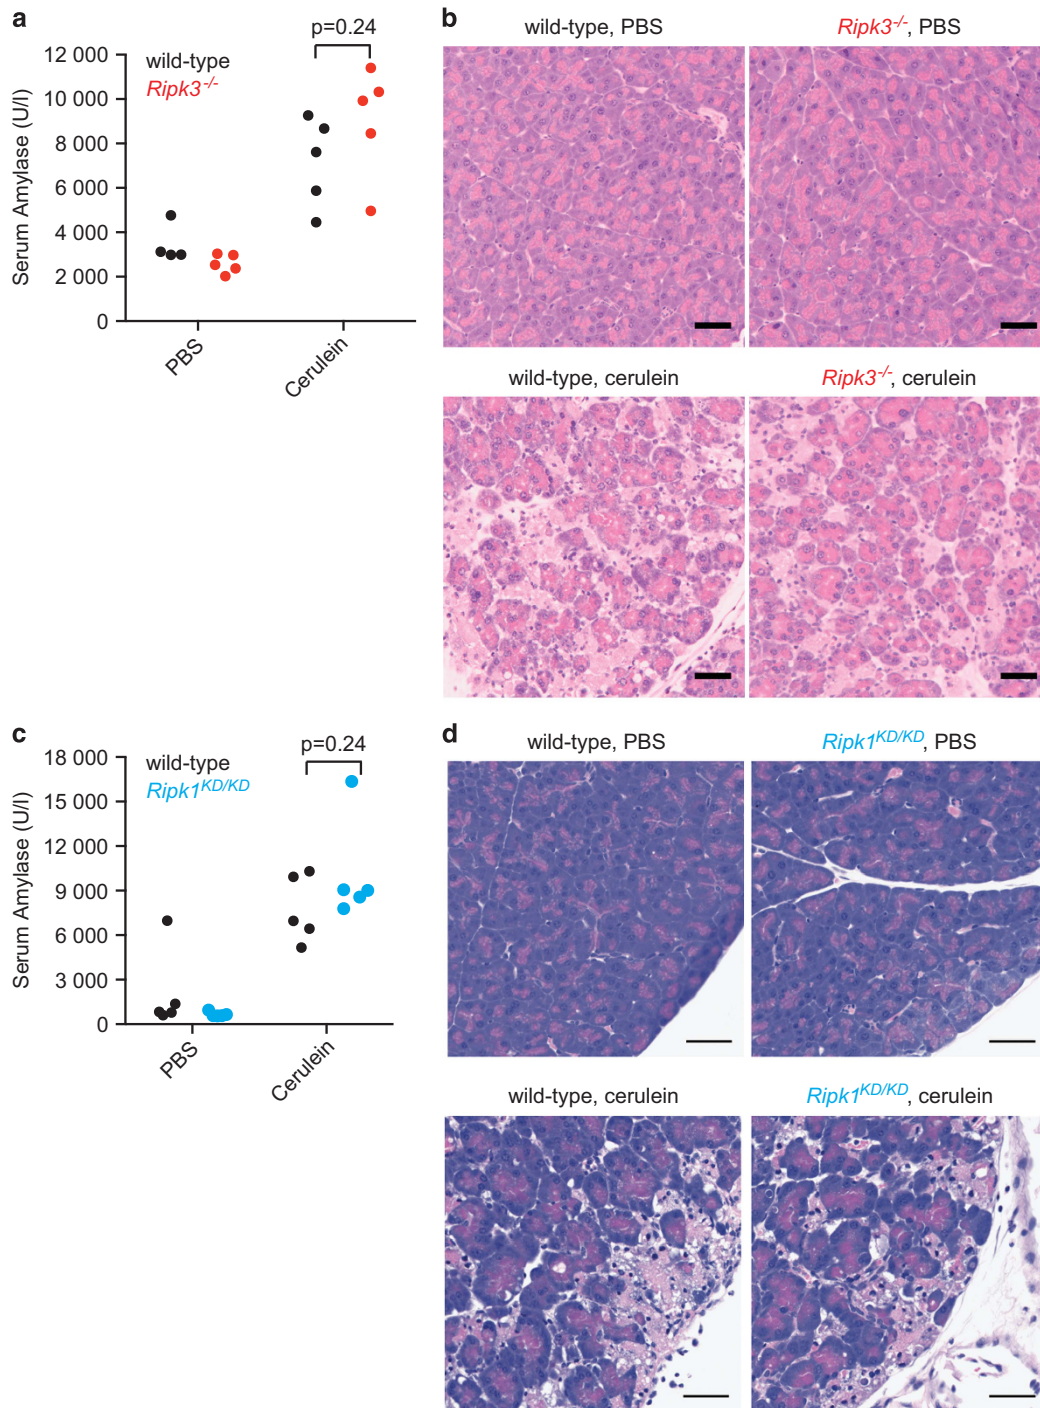 a
p=0.24
12 000
10 000
8 000
6 000
4 000
2 000
0
Serum Amylase (U/l)
wild-type
Ripk3-/-
PBS
Cerulein
b
wild-type, PBS
Ripk3-/-, PBS
wild-type, cerulein
Ripk3-/-, cerulein
c
p=0.24
18 000
15 000
12 000
9 000
6 000
3 000
0
Serum Amylase (U/l)
wild-type
Ripk1KD/KD
PBS
Cerulein
d
wild-type, PBS
Ripk1KD/KD, PBS
wild-type, cerulein
Ripk1KD/KD, cerulein